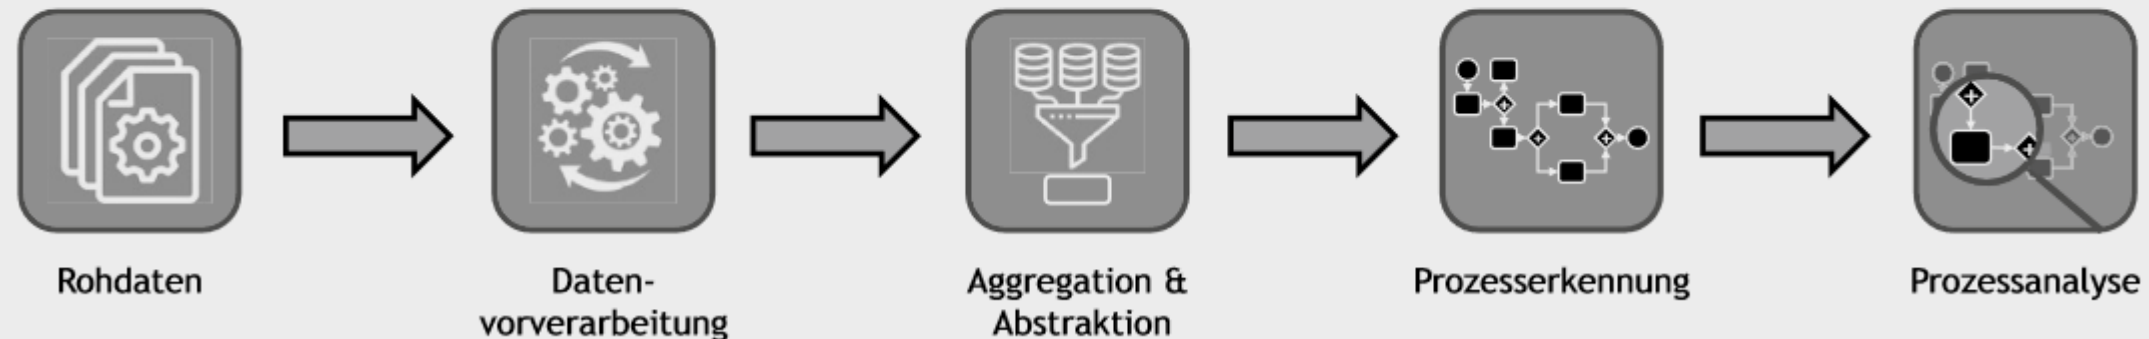 Rohdaten
Daten-
vorverarbeitung
Aggregation &
Abstraktion
Prozesserkennung
Prozessanalyse